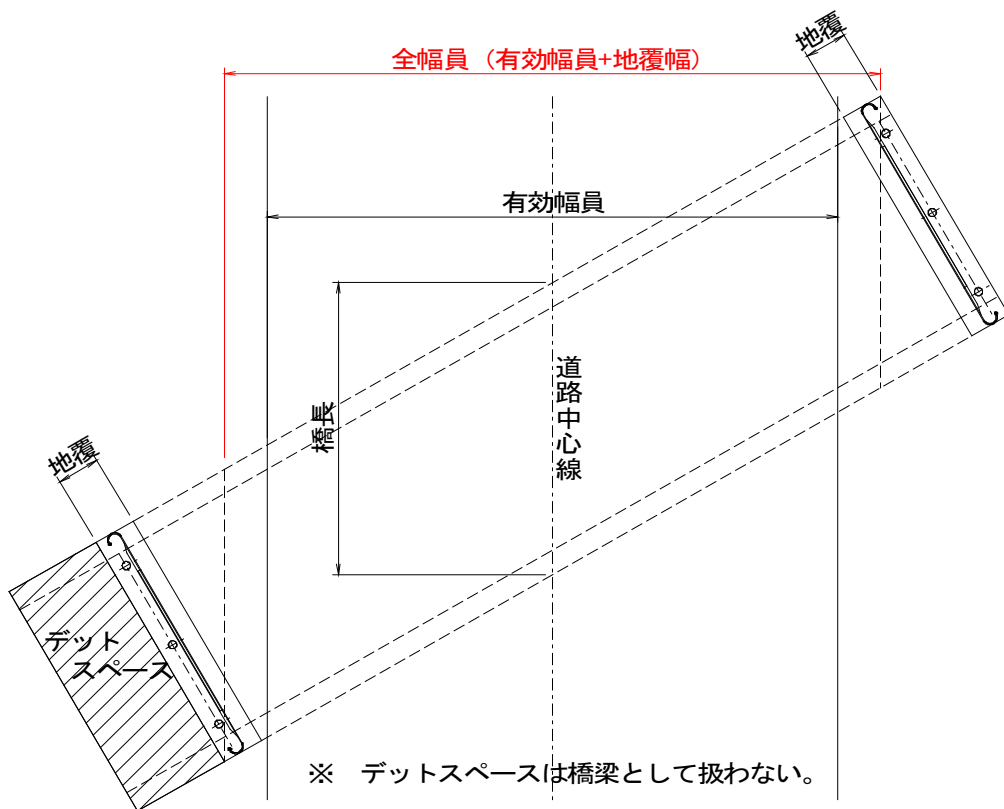 地覆
全幅員（有効幅員+地覆幅）
有効幅員
道路中心線
橋長
地覆
デット
スペース
※　デットスペースは橋梁として扱わない。